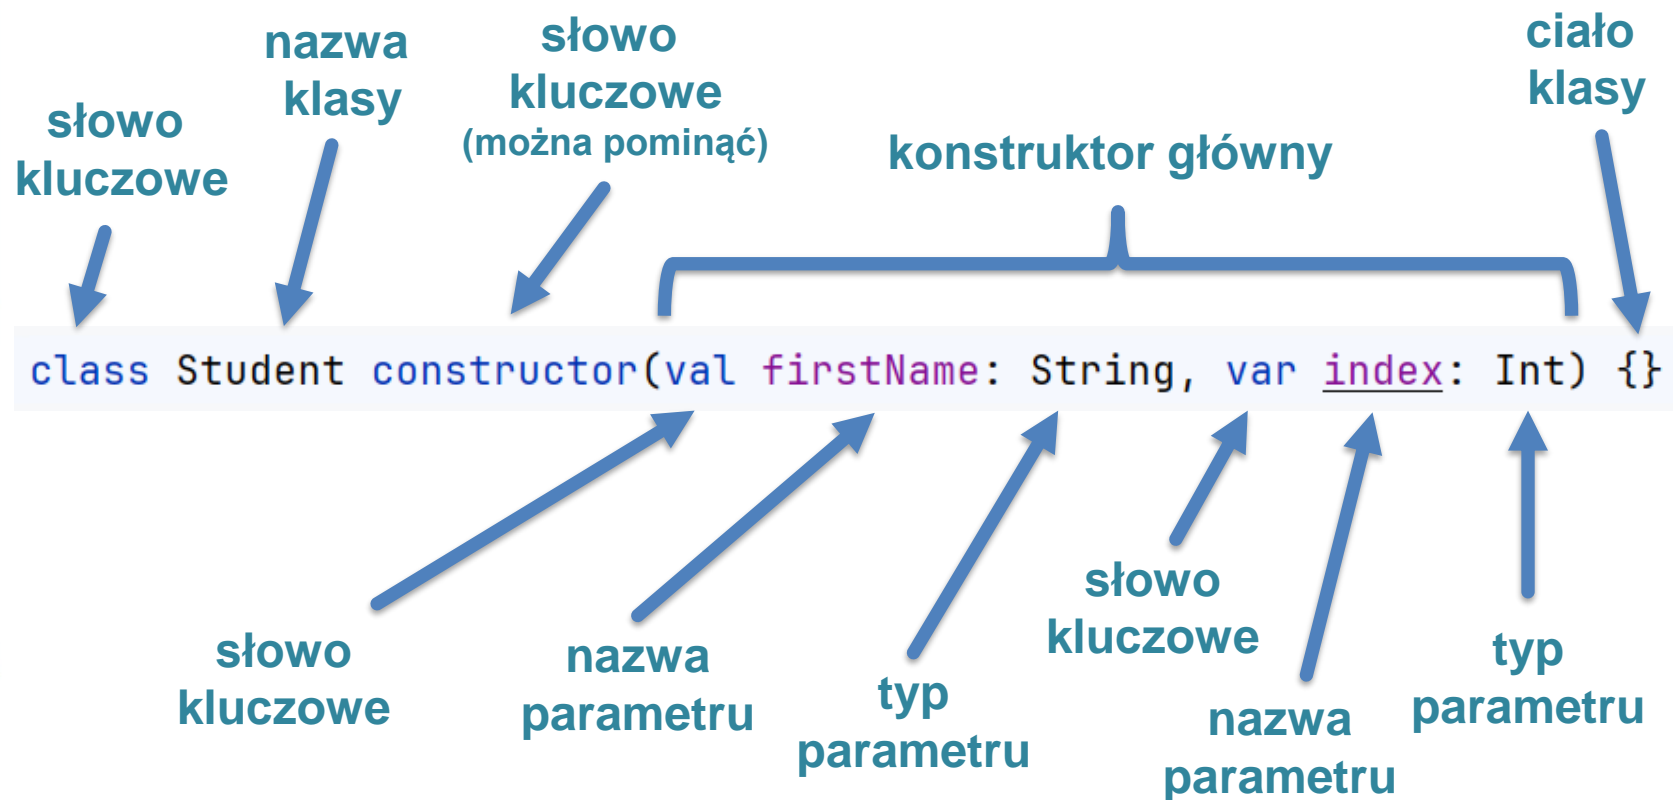 słowo
kluczowe
nazwa
klasy
słowo
kluczowe
(można pominąć)
konstruktor główny
ciało
klasy
class Student constructor(val firstName: String, var index: Int) {}
słowo
kluczowe
nazwa
parametru
typ
parametru
słowo
kluczowe
nazwa
parametru
typ
parametru